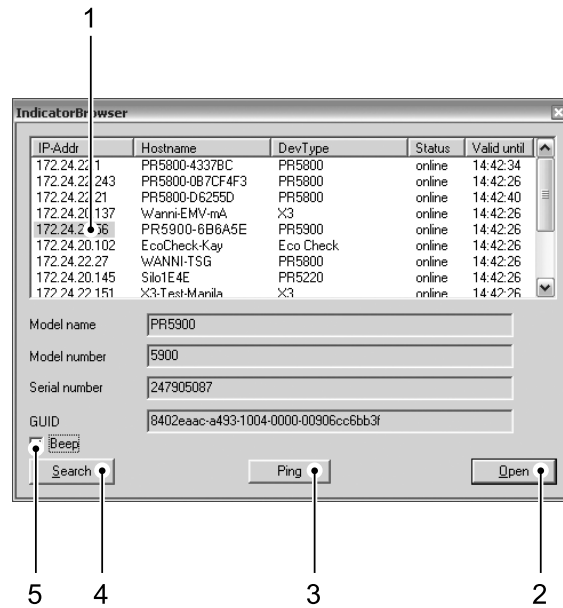 1
IndicatorBrowser
IP-Addr Hostname DevType Status Valid until
PR5800-4337BC PR5800 online 14:42:34
PR5800-0B7CF4F3 PR5800 online 14:42:26
PR5800-D6255D PR5800 online 14:42:40
Wanni-EMV-mA X3 online 14:42:26
PR5900-6B6A5E PR5900 online 14:42:26
172.24.20.102 EcoCheck-Kay Eco Check online 14:42:26
172.24.22.27 WANNI-TSG PR5800 online 14:42:26
172.24.20.145 Silo1E4E PR5220 online 14:42:26
172.24.22.151 X3-Test-Manila X3 online 14:42:26
Model name PR5900
Model number 5900
Serial number 247905087
GUID 8402eaac-a493-1004-0000-00906cc6bb3f
Beep
Search Ping Open
5 4 3 2